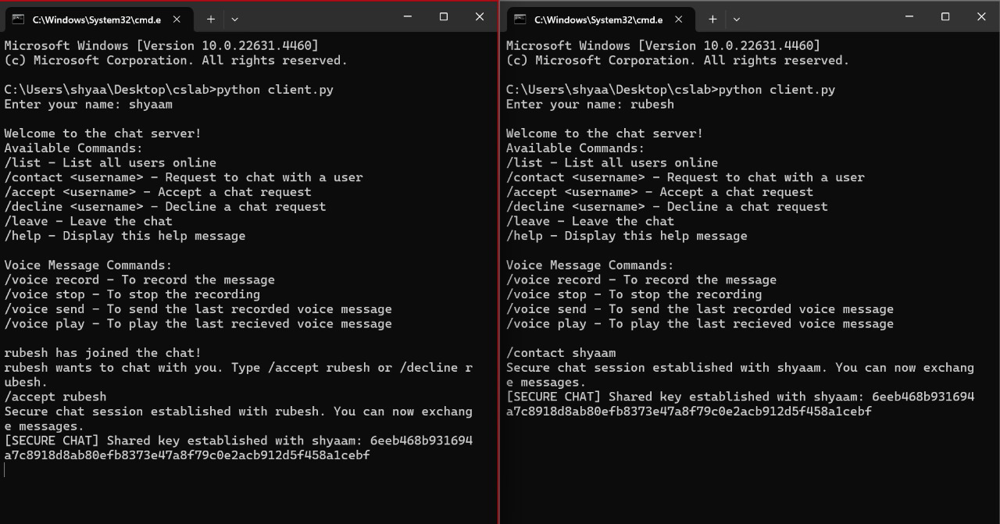 C:\Windows\System32\cmd.e
Microsoft Windows [Version 10.0.22631.4460]
(c) Microsoft Corporation. All rights reserved.
C:\Users\shyaa\Desktop\cslab>python client.py
Enter your name: shyaam
Welcome to the chat server!
Available Commands:
/list - List all users online
/contact <username> - Request to chat with a user
/accept <username> - Accept a chat request
/decline <username> - Decline a chat request
/leave - Leave the chat
/help - Display this help message
Voice Message Commands:
/voice record - To record the message
/voice stop - To stop the recording
/voice send - To send the last recorded voice message
/voice play - To play the last recieved voice message
rubesh has joined the chat!
rubesh wants to chat with you. Type /accept rubesh or /decline r
ubesh.
/accept rubesh
Secure chat session established with rubesh. You can now exchang
e messages.
[SECURE CHAT] Shared key established with shyaam: 6eeb468b931694
a7c8918d8ab80efb8373e47a8f79c0e2acb912d5f458a1cebf
C:\Windows\System32\cmd.e
Microsoft Windows [Version 10.0.22631.4460]
(c) Microsoft Corporation. All rights reserved.
C:\Users\shyaa\Desktop\cslab>python client.py
Enter your name: rubesh
Welcome to the chat server!
Available Commands:
/list - List all users online
/contact <username> - Request to chat with a user
/accept <username> - Accept a chat request
/decline <username> - Decline a chat request
/leave - Leave the chat
/help - Display this help message
Voice Message Commands:
/voice record - To record the message
/voice stop - To stop the recording
/voice send - To send the last recorded voice message
/voice play - To play the last recieved voice message
/contact shyaam
Secure chat session established with shyaam. You can now exchang
e messages.
[SECURE CHAT] Shared key established with shyaam: 6eeb468b931694
a7c8918d8ab80efb8373e47a8f79c0e2acb912d5f458a1cebf